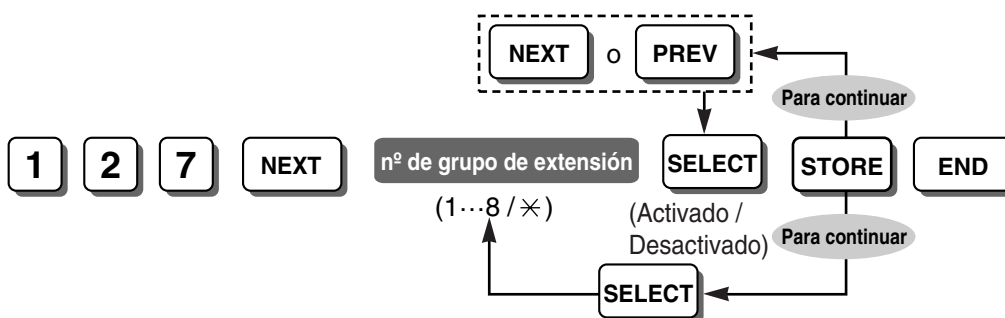 NEXT o PREV
Para continuar
1 2 7 NEXT nº de grupo de extensión SELECT STORE END
(1···8 / ✳)
(Activado /
Desactivado)
Para continuar
SELECT